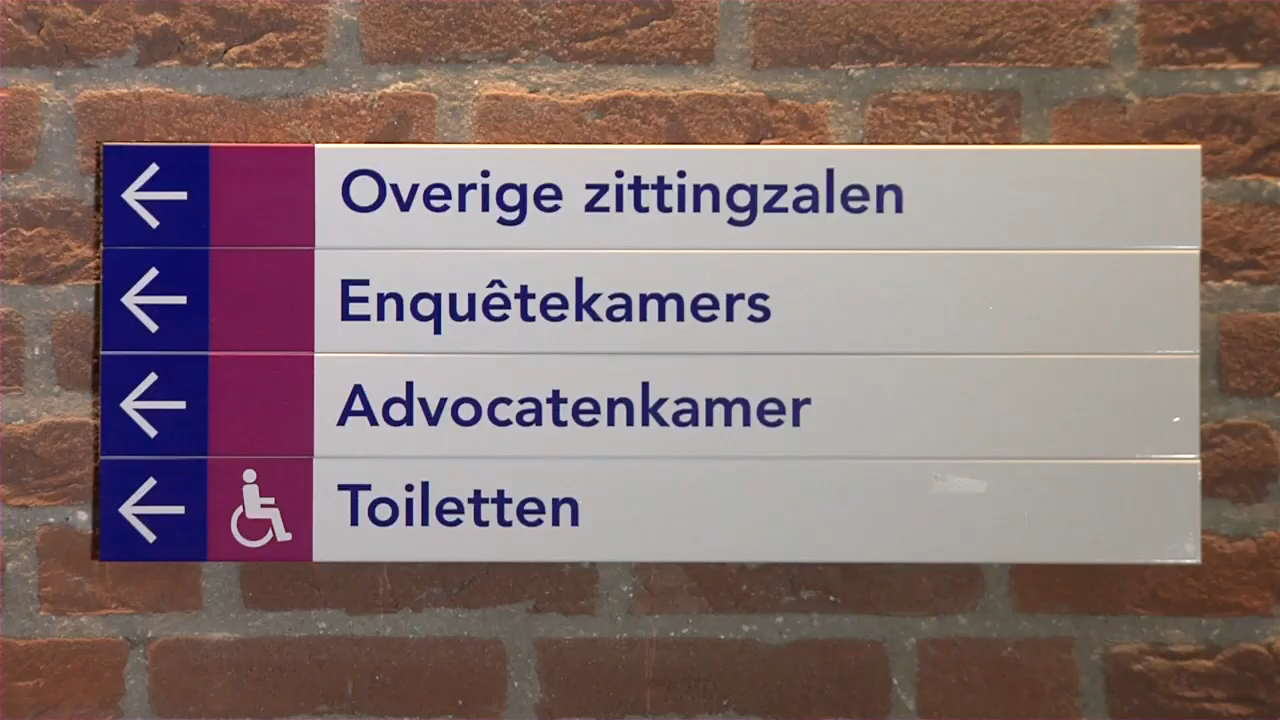 Overige zittingzalen
Enquêtekamers
Advocatenkamer
Toiletten